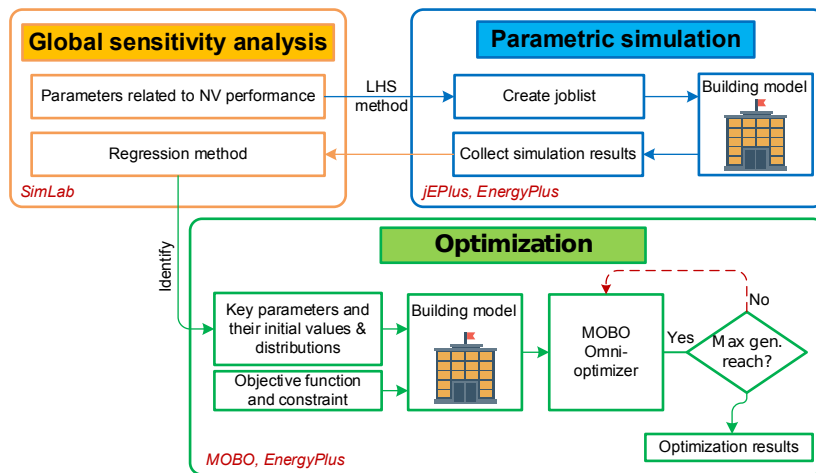 Global sensitivity analysis
Parameters related to NV performance
Regression method
SimLab
LHS
method
Parametric simulation
Create joblist
Building model
Collect simulation results
jEPlus, EnergyPlus
Identify
Optimization
Key parameters and
their initial values &
distributions
Objective function
and constraint
Building model
MOBO
Omni-
optimizer
Yes
No
Max gen.
reach?
Optimization results
MOBO, EnergyPlus